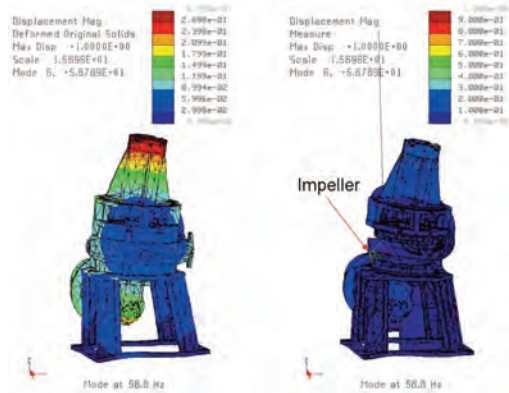 Displacement Mag
Deformed Original Solids
Max Disp +1.0000E+00
Scale 1.5896E+01
Mode 6, +5.8789E+01
2.698e-01
2.398e-01
2.099e-01
1.799e-01
1.499e-01
1.199e-01
8.994e-02
5.996e-02
2.998e-02
Mode at 58.8 Hz
Displacement Mag
Measure
Max Disp +1.0000E+00
Scale 1.5896E+01
Mode 6, +5.8789E+01
9.000e-01
8.000e-01
7.000e-01
6.000e-01
5.000e-01
4.000e-01
3.000e-01
2.000e-01
1.000e-01
Impeller
Mode at 58.8 Hz